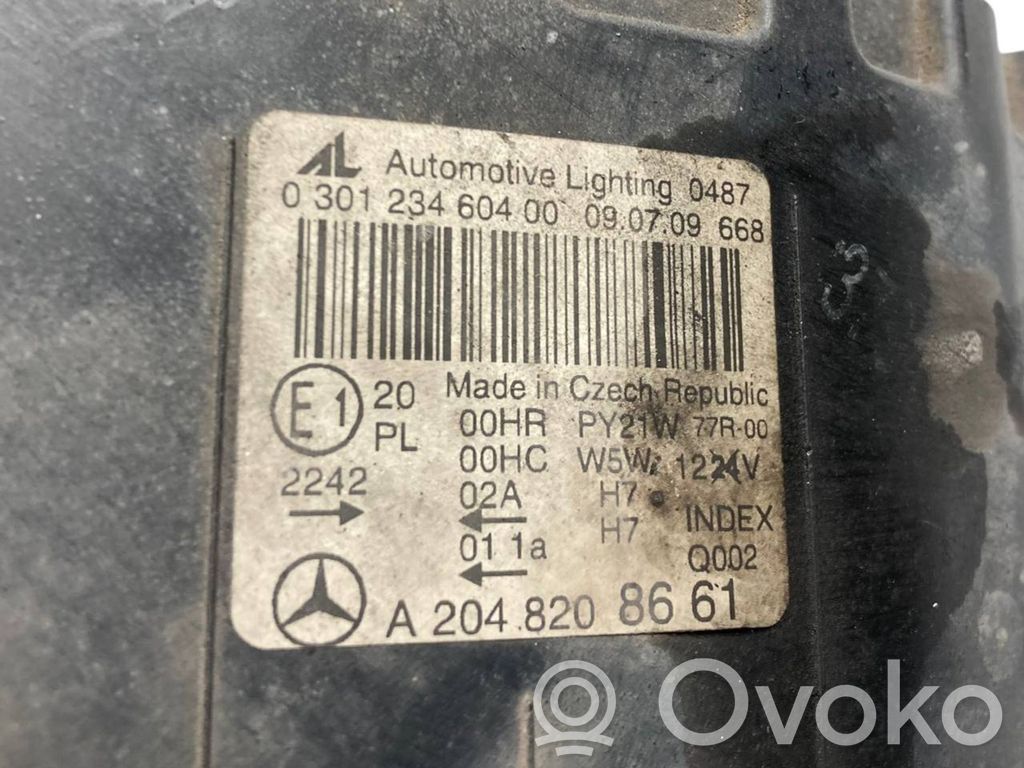 AL Automotive Lighting 0487
0 301 234 604 00 09.07.09 668
E1 20 PL
Made in Czech Republic
00HR PY21W 77R-00
00HC W5W 1224V
2242
02A H7
H7 INDEX
01 1a Q002
A 204 820 86 61
3
Ovoko